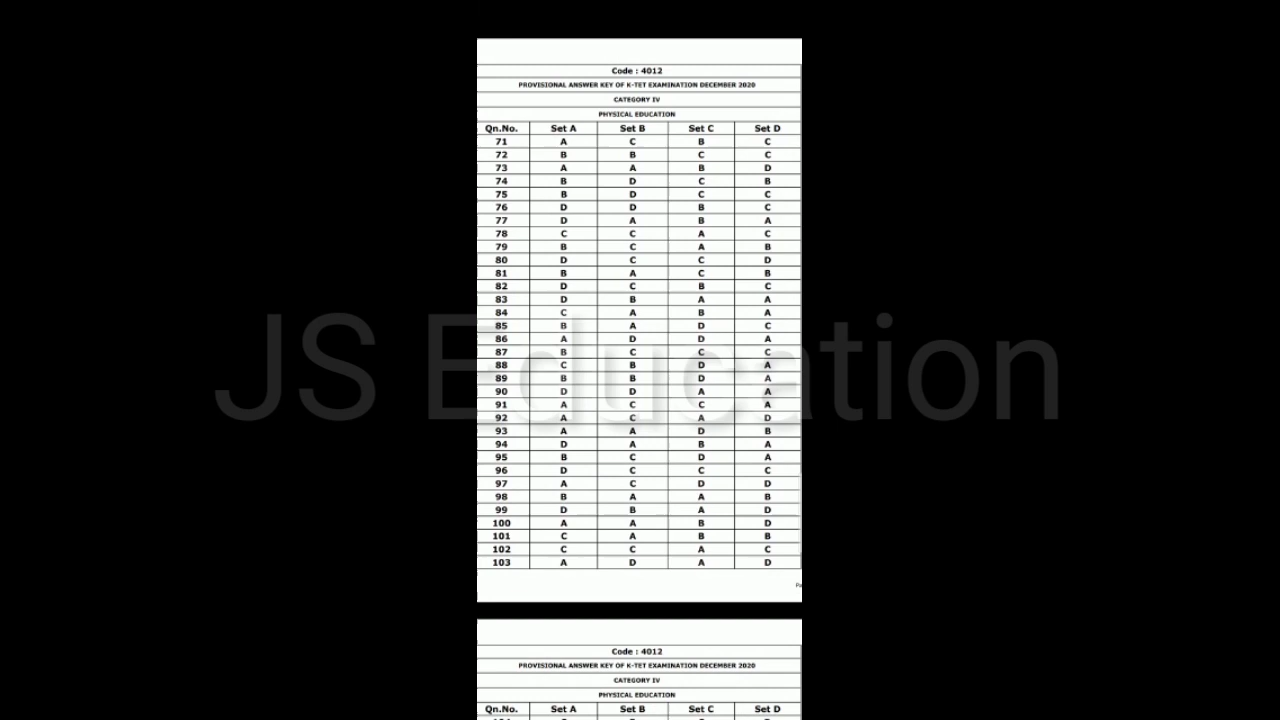 Code : 4012
PROVISIONAL ANSWER KEY OF K-TET EXAMINATION DECEMBER 2020
CATEGORY IV
PHYSICAL EDUCATION
Qn.No. Set A Set B Set C Set D
71 A C B C
72 B B C C
73 A A B D
74 B D C B
75 B D C C
76 D D B C
77 D A B A
78 C C A C
79 B C A B
80 D C C D
81 B A C B
82 D C B C
83 D B A A
84 C A B A
85 B A D C
86 A D D A
87 B C C C
88 C B D A
89 B B D A
90 D D A A
91 A C C A
92 A C A D
93 A A D B
94 D A B A
95 B C D A
96 D C C C
97 A C D D
98 B A A B
99 D B A D
100 A A B D
101 C A B B
102 C C A C
103 A D A D
JS Education
Code : 4012
PROVISIONAL ANSWER KEY OF K-TET EXAMINATION DECEMBER 2020
CATEGORY IV
PHYSICAL EDUCATION
Qn.No. Set A Set B Set C Set D